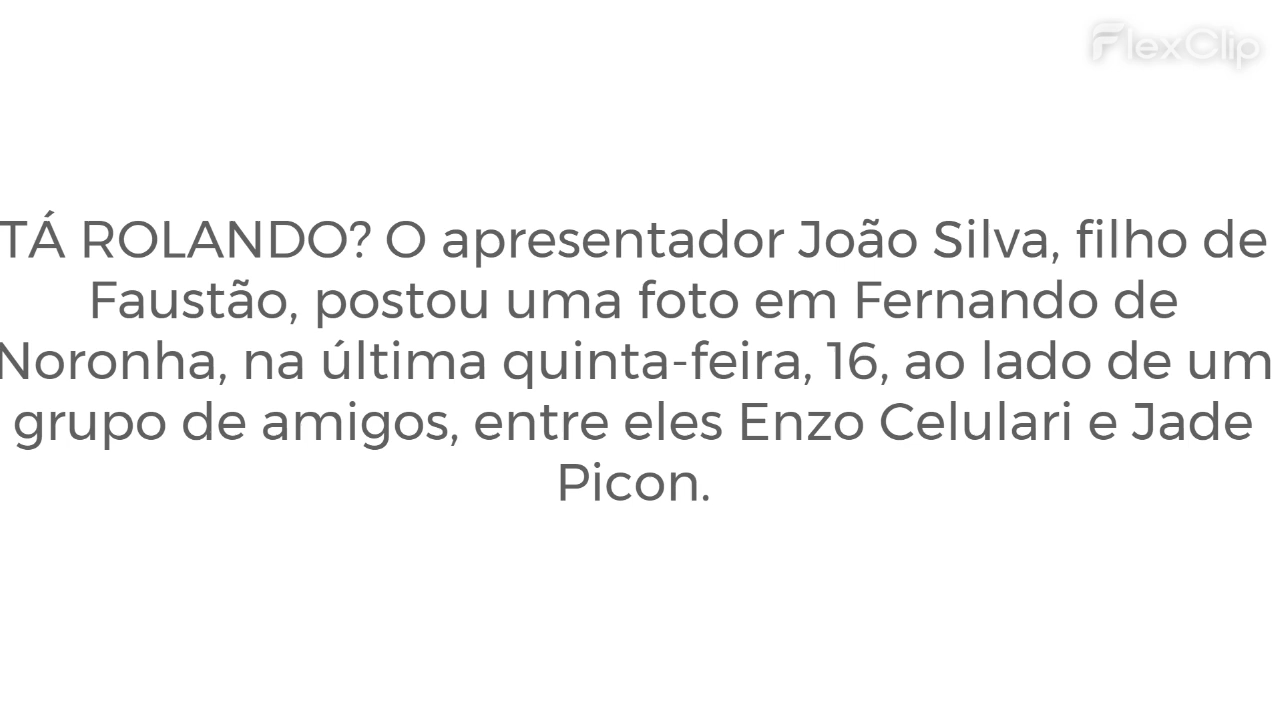 FlexClip
TÁ ROLANDO? O apresentador João Silva, filho de
Faustão, postou uma foto em Fernando de
Noronha, na última quinta-feira, 16, ao lado de um
grupo de amigos, entre eles Enzo Celulari e Jade
Picon.